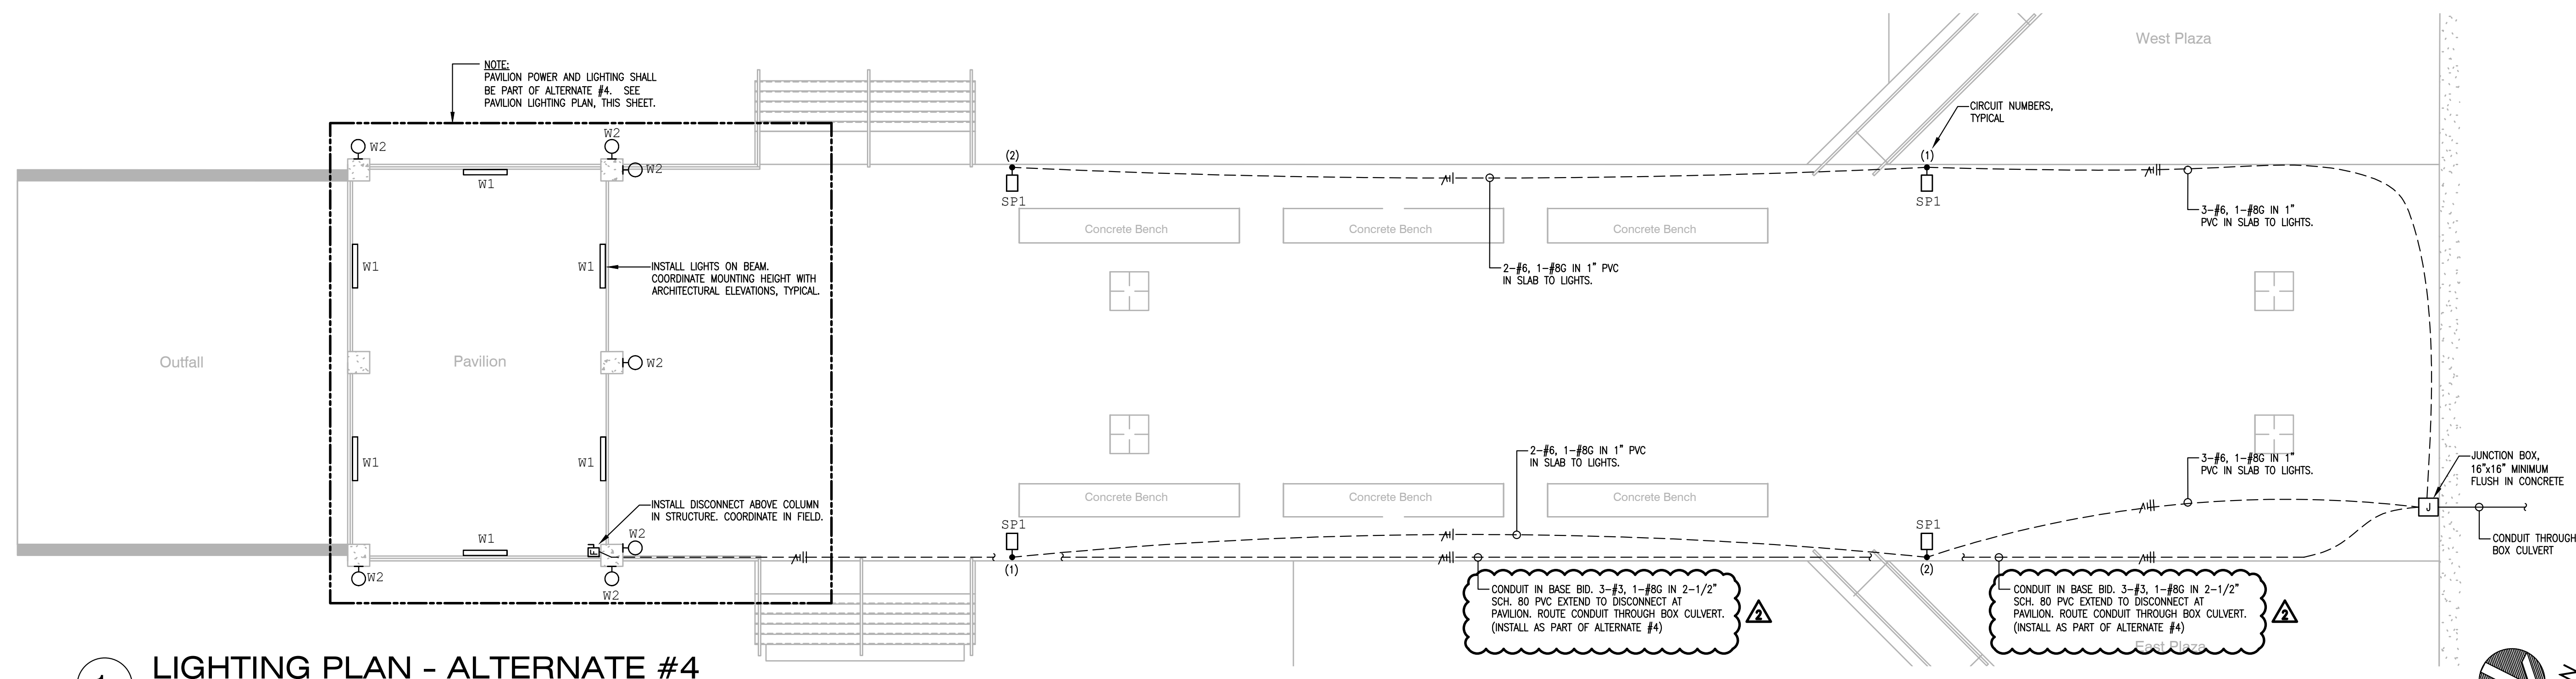 West Plaza
NOTE:
PAVILION POWER AND LIGHTING SHALL
BE PART OF ALTERNATE #4. SEE
PAVILION LIGHTING PLAN, THIS SHEET.
CIRCUIT NUMBERS,
TYPICAL
W2
W2
W2
W1
(2)
SP1
(1)
SP1
3-#6, 1-#8G IN 1"
PVC IN SLAB TO LIGHTS.
Concrete Bench
Concrete Bench
Concrete Bench
W1
W1
INSTALL LIGHTS ON BEAM.
COORDINATE MOUNTING HEIGHT WITH
ARCHITECTURAL ELEVATIONS, TYPICAL.
2-#6, 1-#8G IN 1" PVC
IN SLAB TO LIGHTS.
Outfall
Pavilion
W2
W1
W1
2-#6, 1-#8G IN 1" PVC
IN SLAB TO LIGHTS.
3-#6, 1-#8G IN 1"
PVC IN SLAB TO LIGHTS.
JUNCTION BOX,
16"x16" MINIMUM
FLUSH IN CONCRETE
J
CONDUIT THROUGH
BOX CULVERT
Concrete Bench
Concrete Bench
Concrete Bench
INSTALL DISCONNECT ABOVE COLUMN
IN STRUCTURE. COORDINATE IN FIELD.
SP1
SP1
W1
F
W2
W2
W2
(1)
(2)
CONDUIT IN BASE BID. 3-#3, 1-#8G IN 2-1/2"
SCH. 80 PVC EXTEND TO DISCONNECT AT
PAVILION. ROUTE CONDUIT THROUGH BOX CULVERT.
(INSTALL AS PART OF ALTERNATE #4)
2
CONDUIT IN BASE BID. 3-#3, 1-#8G IN 2-1/2"
SCH. 80 PVC EXTEND TO DISCONNECT AT
PAVILION. ROUTE CONDUIT THROUGH BOX CULVERT.
(INSTALL AS PART OF ALTERNATE #4)
2
East Plaza
LIGHTING PLAN - ALTERNATE #4